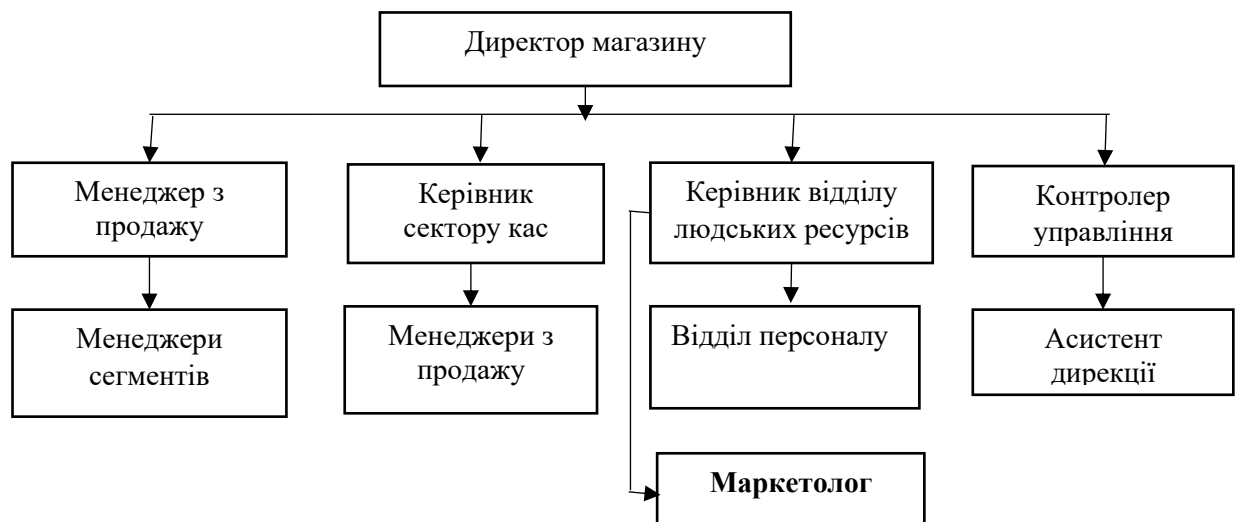 Директор магазину
Менеджер з
продажу
Керівник
сектору кас
Керівник відділу
людських ресурсів
Контролер
управління
Менеджери
сегментів
Менеджери з
продажу
Відділ персоналу
Асистент
дирекції
Маркетолог